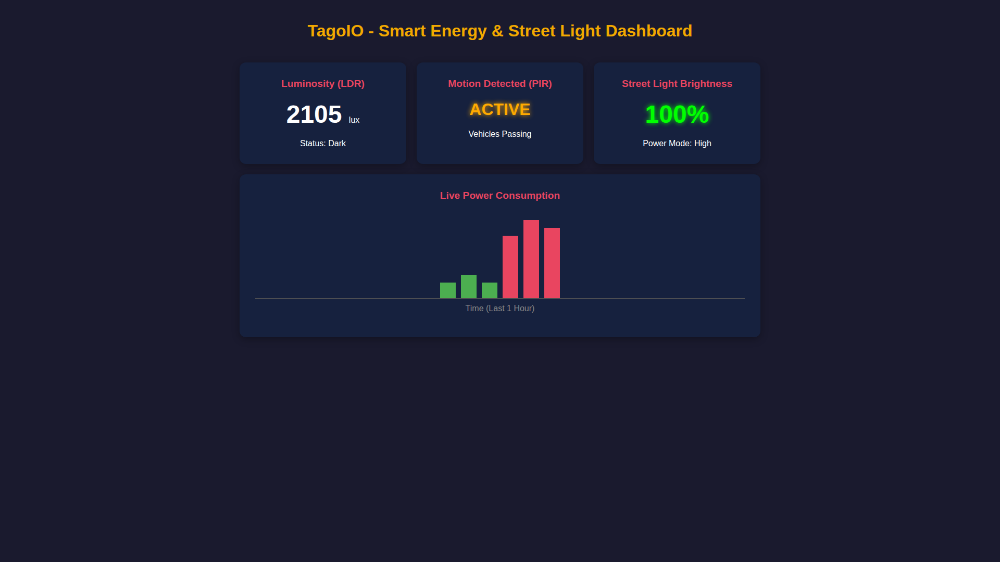 TagoIO - Smart Energy & Street Light Dashboard
Luminosity (LDR)
2105 lux
Status: Dark
Motion Detected (PIR)
ACTIVE
Vehicles Passing
Street Light Brightness
100%
Power Mode: High
Live Power Consumption
Time (Last 1 Hour)